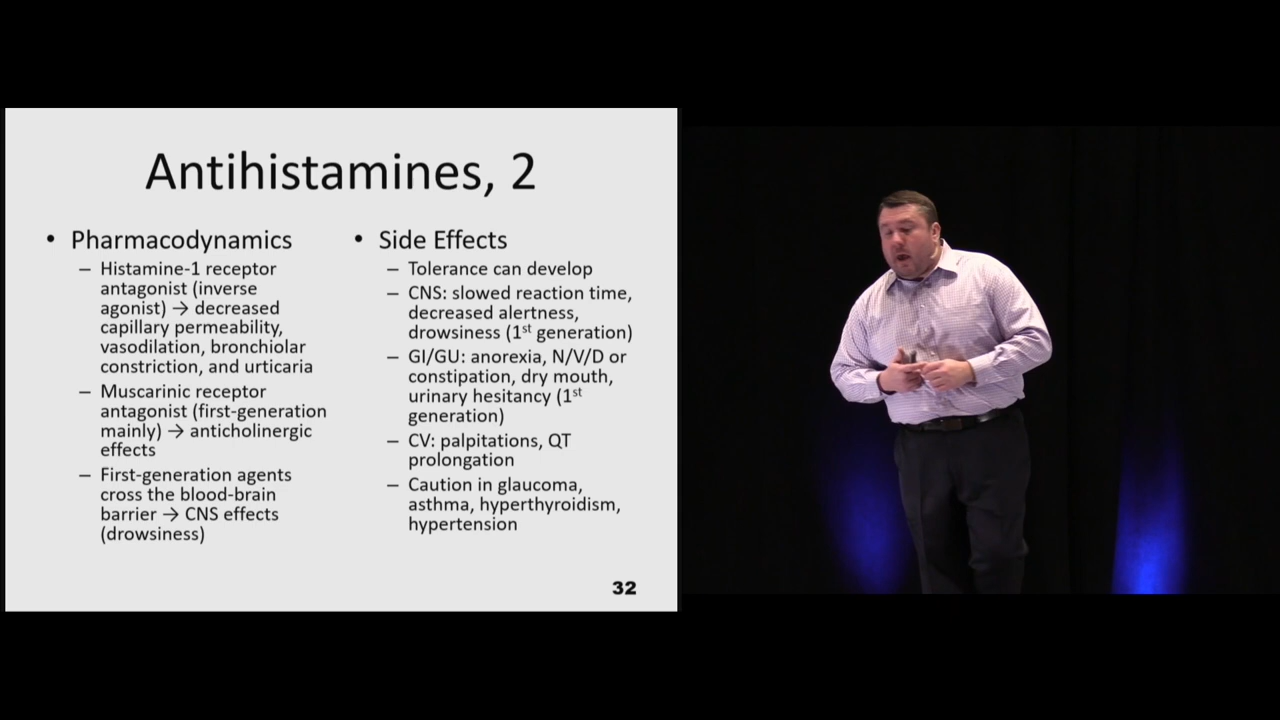 Antihistamines, 2
• Pharmacodynamics
– Histamine-1 receptor
antagonist (inverse
agonist) → decreased
capillary permeability,
vasodilation, bronchiolar
constriction, and urticaria
– Muscarinic receptor
antagonist (first-generation
mainly) → anticholinergic
effects
– First-generation agents
cross the blood-brain
barrier → CNS effects
(drowsiness)
• Side Effects
– Tolerance can develop
– CNS: slowed reaction time,
decreased alertness,
drowsiness (1st generation)
– GI/GU: anorexia, N/V/D or
constipation, dry mouth,
urinary hesitancy (1st
generation)
– CV: palpitations, QT
prolongation
– Caution in glaucoma,
asthma, hyperthyroidism,
hypertension
32